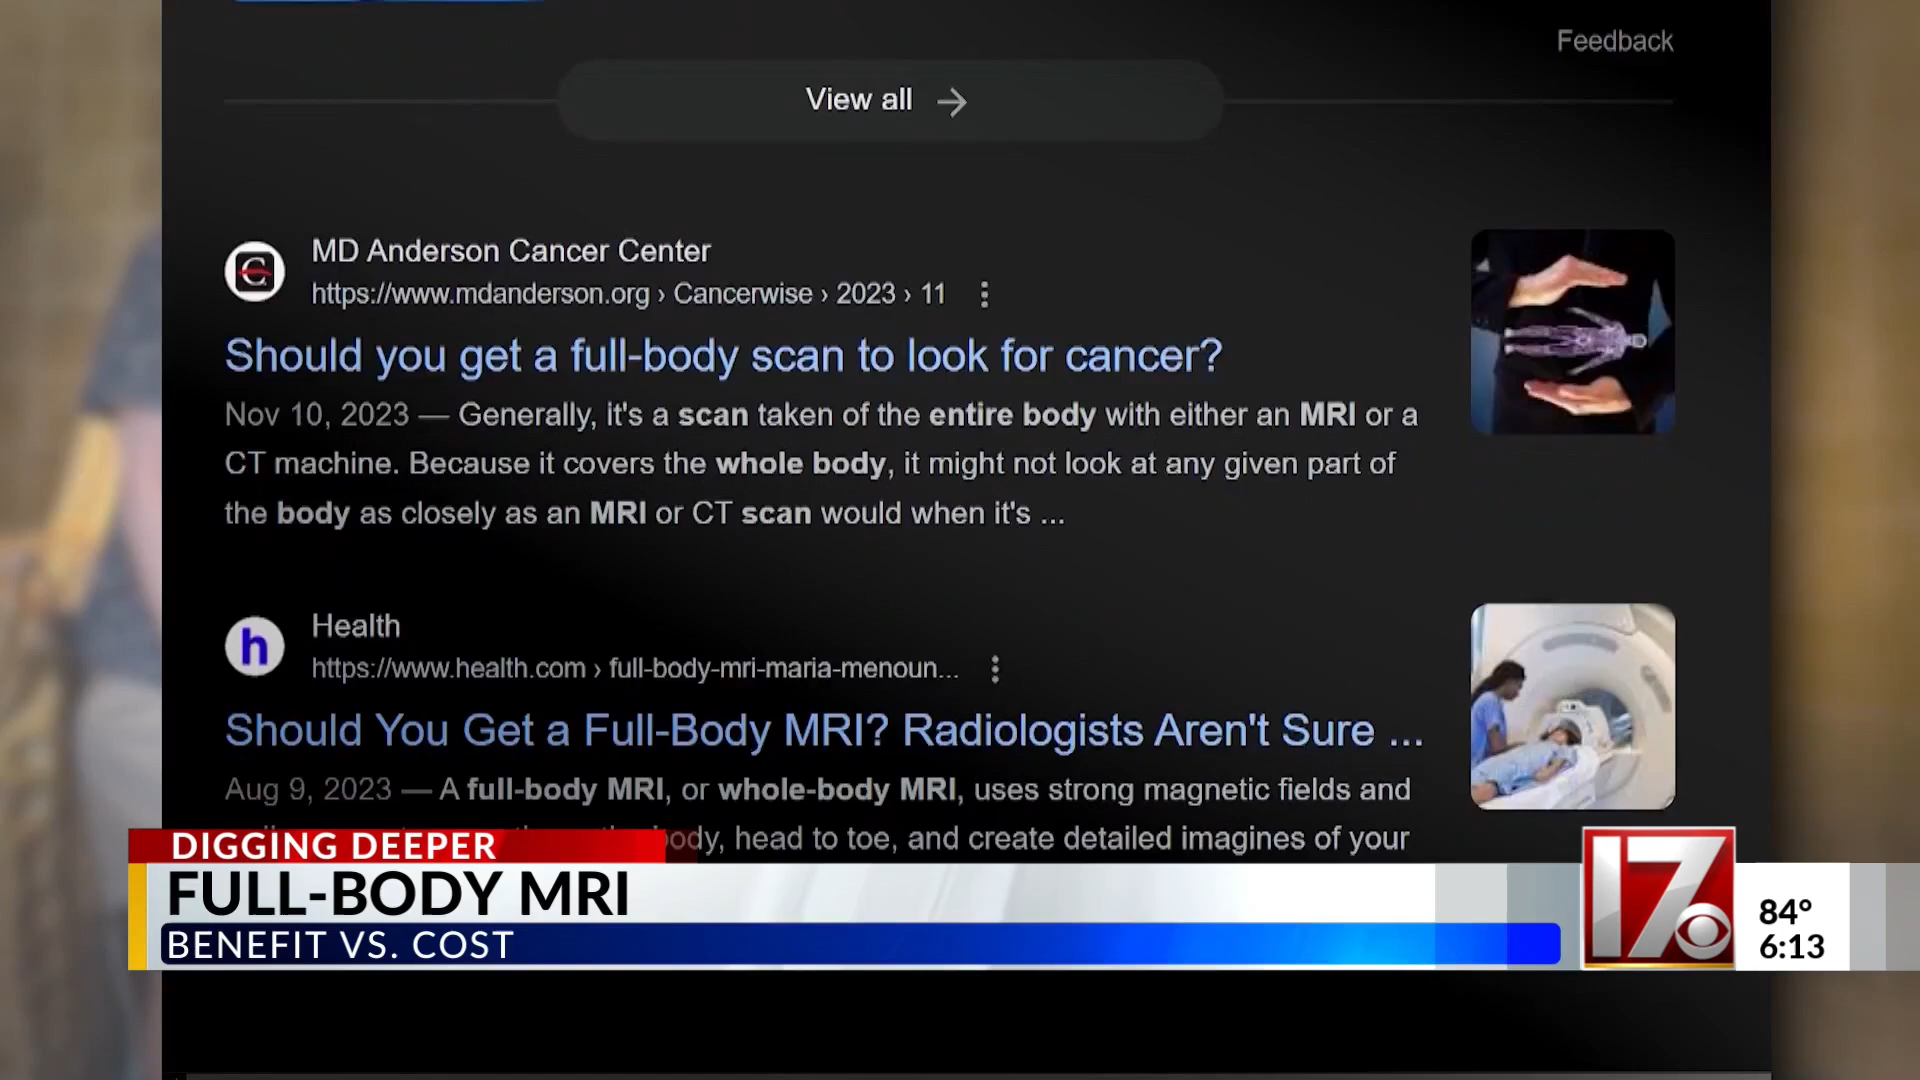 Feedback
View all →
MD Anderson Cancer Center
https://www.mdanderson.org › Cancerwise › 2023 › 11
Should you get a full-body scan to look for cancer?
Nov 10, 2023 — Generally, it's a scan taken of the entire body with either an MRI or a
CT machine. Because it covers the whole body, it might not look at any given part of
the body as closely as an MRI or CT scan would when it's ...
h
Health
https://www.health.com › full-body-mri-maria-menoun...
Should You Get a Full-Body MRI? Radiologists Aren't Sure ...
Aug 9, 2023 — A full-body MRI, or whole-body MRI, uses strong magnetic fields and
body, head to toe, and create detailed imagines of your
DIGGING DEEPER
FULL-BODY MRI
BENEFIT VS. COST
17
84°
6:13